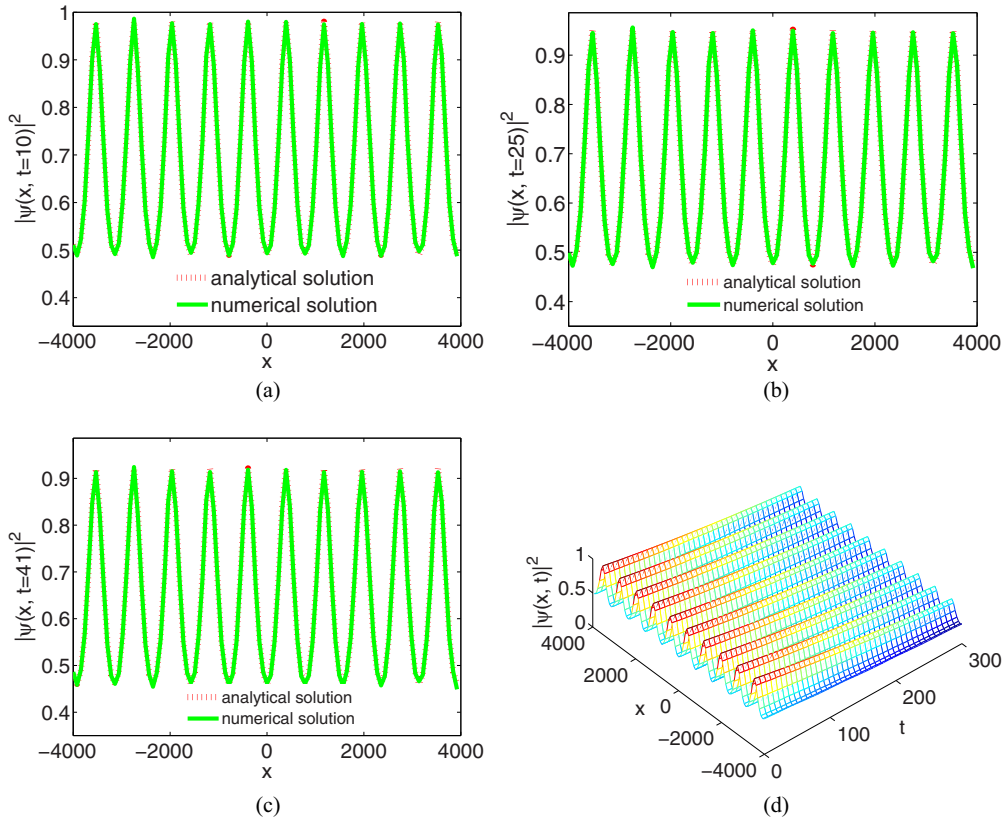 1
0.9
0.8
0.7
0.6
0.5
0.4
|ψ(x, t=10)|²
analytical solution
numerical solution
−4000 −2000 0 2000 4000
x
(a)
0.9
0.8
0.7
0.6
0.5
0.4
|ψ(x, t=25)|²
analytical solution
numerical solution
−4000 −2000 0 2000 4000
x
(b)
0.9
0.8
0.7
0.6
0.5
0.4
|ψ(x, t=41)|²
analytical solution
numerical solution
−4000 −2000 0 2000 4000
x
(c)
1
0.5
0
|ψ(x, t)|²
4000
2000
0
−2000
−4000
x
0
100
200
300
t
(d)